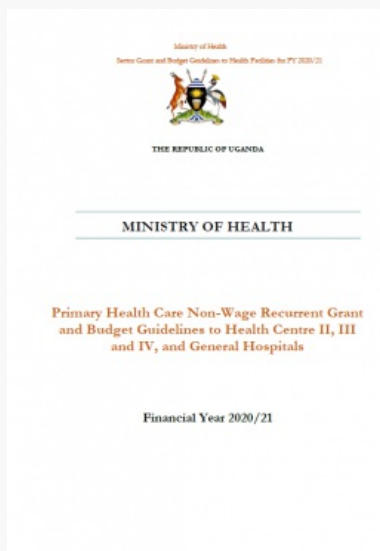 Ministry of Health
Sector Grant and Budget Guidelines to Health Facilities for FY 2020/21
THE REPUBLIC OF UGANDA
MINISTRY OF HEALTH
Primary Health Care Non-Wage Recurrent Grant
and Budget Guidelines to Health Centre II, III
and IV, and General Hospitals
Financial Year 2020/21